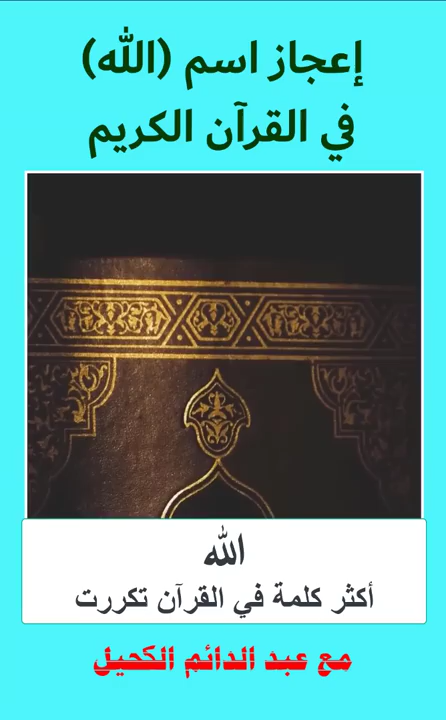 إعجاز اسم (الله)
في القرآن الكريم
الله
أكثر كلمة في القرآن تكررت
مع عبد الدائم الكحيل